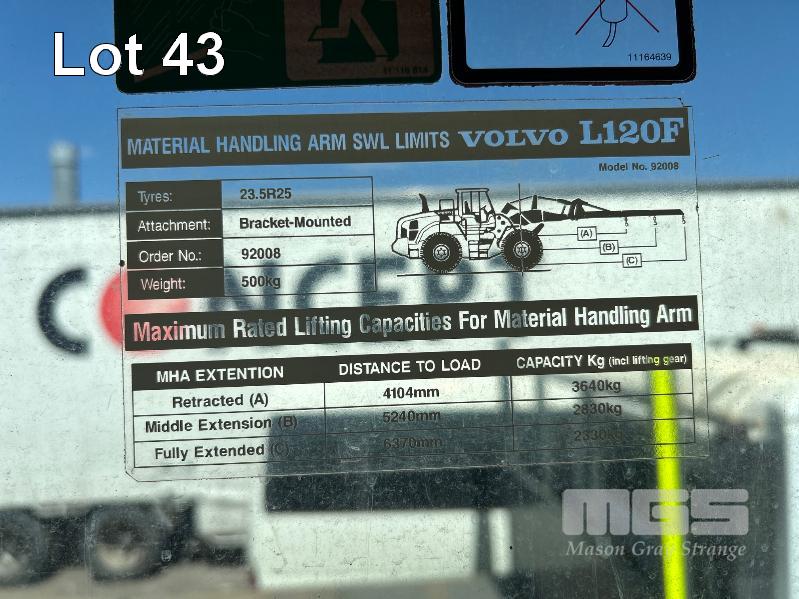 Lot 43
11164639
MATERIAL HANDLING ARM SWL LIMITS VOLVO L120F
Model No. 92008
Tyres: 23.5R25
Attachment: Bracket-Mounted
Order No.: 92008
Weight: 500kg
(A)
(B)
(C)
Maximum Rated Lifting Capacities For Material Handling Arm
MHA EXTENTION DISTANCE TO LOAD CAPACITY Kg (incl lifting gear)
Retracted (A) 4104mm 3640kg
Middle Extension (B) 5240mm 2830kg
Fully Extended (C) 6370mm 2330kg
MGS
Mason Gray Strange